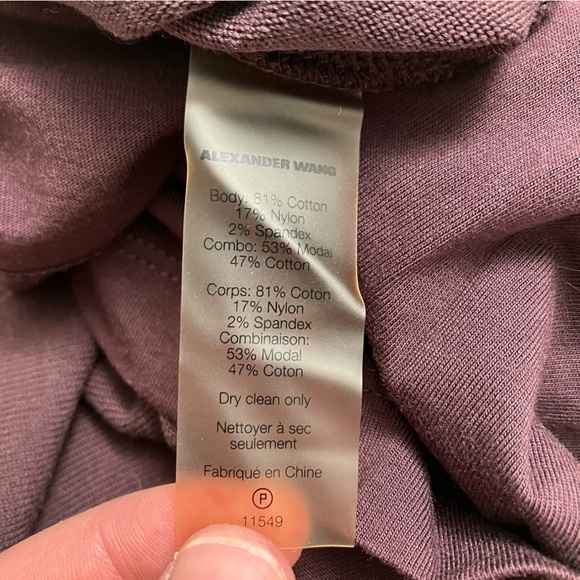 ALEXANDER WANG
Body: 81% Cotton
17% Nylon
2% Spandex
Combo: 53% Modal
47% Cotton
Corps: 81% Coton
17% Nylon
2% Spandex
Combinaison:
53% Modal
47% Coton
Dry clean only
Nettoyer à sec
seulement
Fabriqué en Chine
P
11549